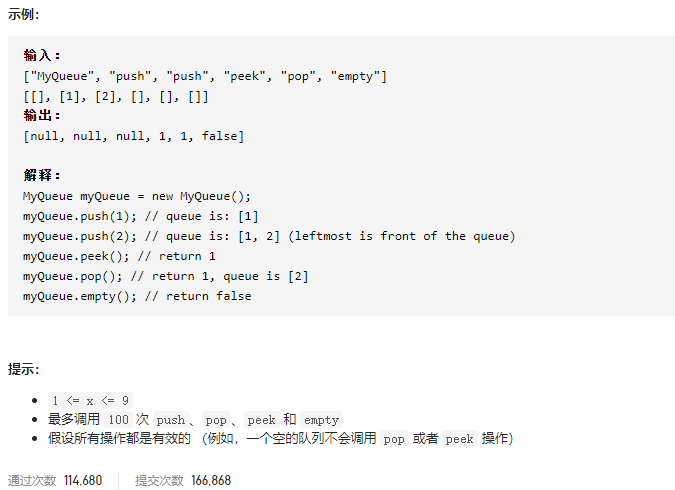 示例：
输入：
["MyQueue", "push", "push", "peek", "pop", "empty"]
[[], [1], [2], [], [], []]
输出：
[null, null, null, 1, 1, false]
解释：
MyQueue myQueue = new MyQueue();
myQueue.push(1); // queue is: [1]
myQueue.push(2); // queue is: [1, 2] (leftmost is front of the queue)
myQueue.peek(); // return 1
myQueue.pop(); // return 1, queue is [2]
myQueue.empty(); // return false
提示：
1 <= x <= 9
最多调用 100 次 push、pop、peek 和 empty
假设所有操作都是有效的 （例如，一个空的队列不会调用 pop 或者 peek 操作）
通过次数 114,680 提交次数 166,868